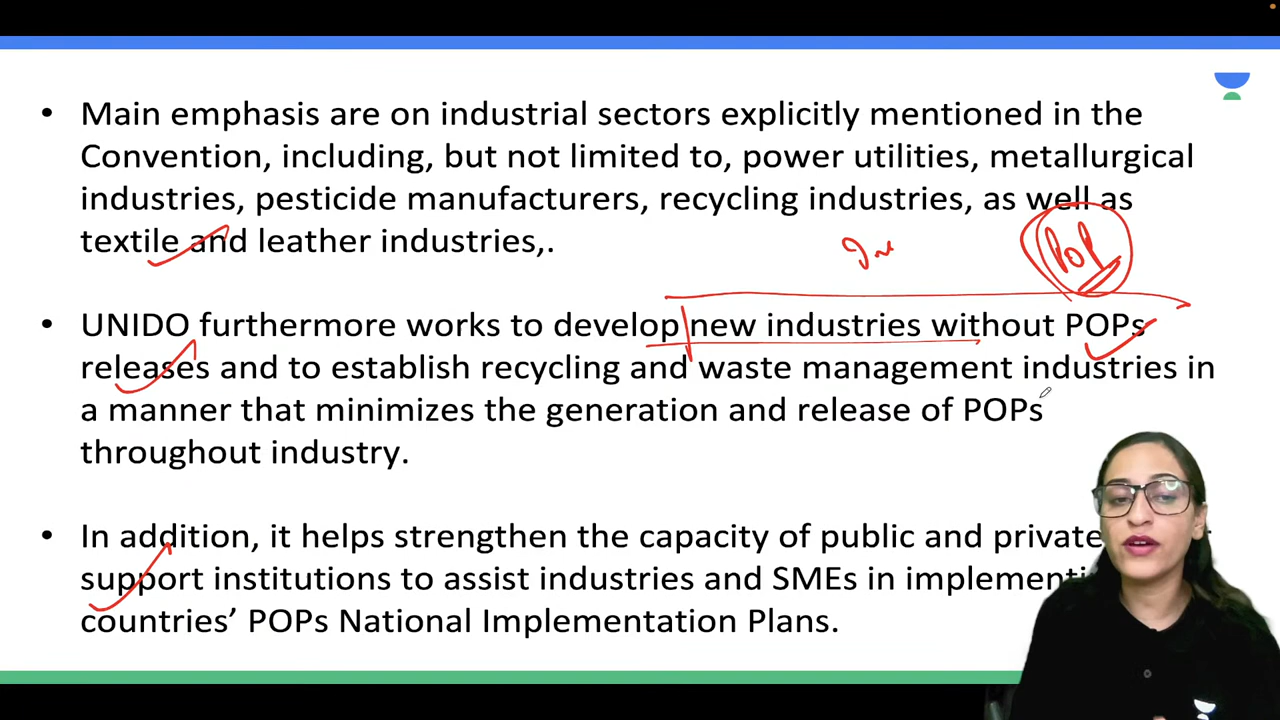 • Main emphasis are on industrial sectors explicitly mentioned in the
Convention, including, but not limited to, power utilities, metallurgical
industries, pesticide manufacturers, recycling industries, as well as
textile and leather industries,.
POP
• UNIDO furthermore works to develop new industries without POPs
releases and to establish recycling and waste management industries in
a manner that minimizes the generation and release of POPs
throughout industry.
• In addition, it helps strengthen the capacity of public and private
support institutions to assist industries and SMEs in
countries’ POPs National Implementation Plans.